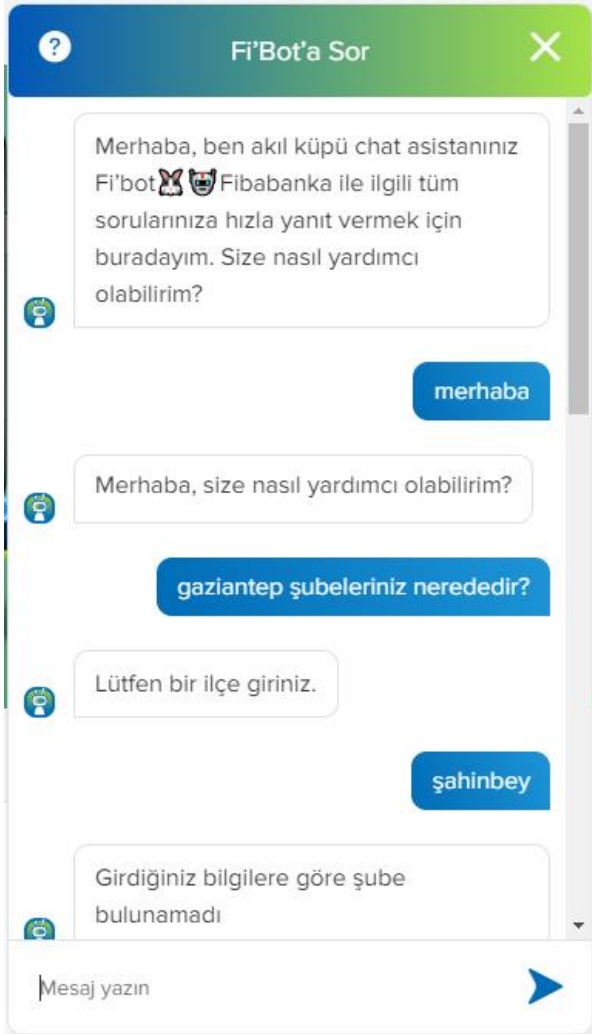 ?
Fi'Bot'a Sor
Merhaba, ben akıl küpü chat asistanınız
Fi'bot Fibabanka ile ilgili tüm
sorularınıza hızla yanıt vermek için
buradayım. Size nasıl yardımcı
olabilirim?
merhaba
Merhaba, size nasıl yardımcı olabilirim?
gaziantep şubeleriniz nerededir?
Lütfen bir ilçe giriniz.
şahinbey
Girdiğiniz bilgilere göre şube
bulunamadı
Mesaj yazın